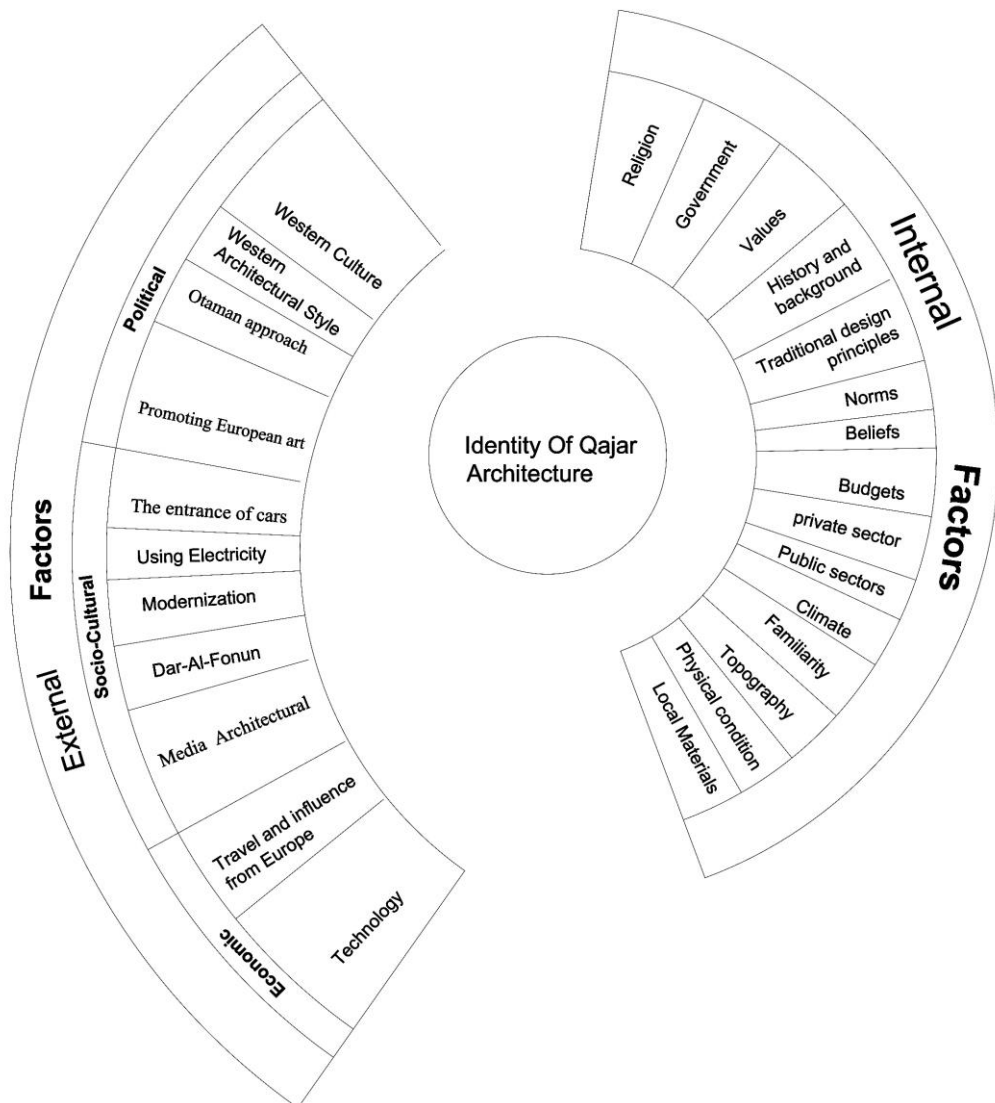 External
Factors
Political
Western Culture
Western
Architectural Style
Otaman approach
Promoting European art
Socio-Cultural
The entrance of cars
Using Electricity
Modernization
Dar-Al-Fonun
Media Architectural
Economic
Travel and influence
from Europe
Technology
Identity Of Qajar
Architecture
Internal
Factors
Religion
Government
Values
History and
background
Traditional design
principles
Norms
Beliefs
Budgets
private sector
Public sectors
Climate
Familiarity
Topography
Physical condition
Local Materials